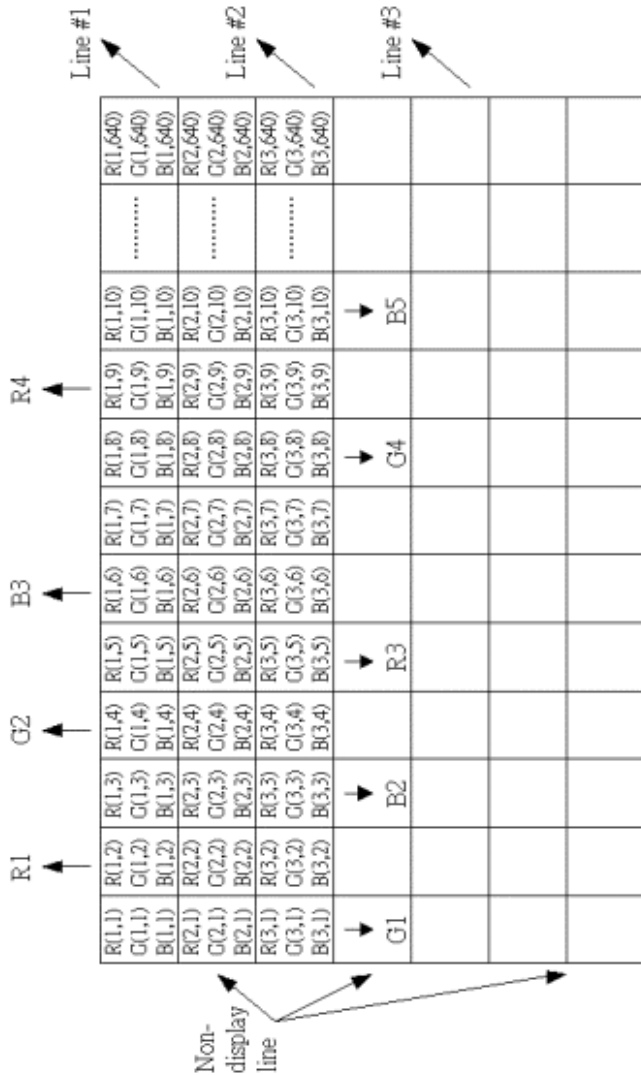 R1 G2 B3 R4
Line #1
R(1,1) R(1,2) R(1,3) R(1,4) R(1,5) R(1,6) R(1,7) R(1,8) R(1,9) R(1,10) R(1,640)
G(1,1) G(1,2) G(1,3) G(1,4) G(1,5) G(1,6) G(1,7) G(1,8) G(1,9) G(1,10) ......... G(1,640)
B(1,1) B(1,2) B(1,3) B(1,4) B(1,5) B(1,6) B(1,7) B(1,8) B(1,9) B(1,10) B(1,640)
Line #2
R(2,1) R(2,2) R(2,3) R(2,4) R(2,5) R(2,6) R(2,7) R(2,8) R(2,9) R(2,10) R(2,640)
G(2,1) G(2,2) G(2,3) G(2,4) G(2,5) G(2,6) G(2,7) G(2,8) G(2,9) G(2,10) ......... G(2,640)
B(2,1) B(2,2) B(2,3) B(2,4) B(2,5) B(2,6) B(2,7) B(2,8) B(2,9) B(2,10) B(2,640)
R(3,1) R(3,2) R(3,3) R(3,4) R(3,5) R(3,6) R(3,7) R(3,8) R(3,9) R(3,10) R(3,640)
G(3,1) G(3,2) G(3,3) G(3,4) G(3,5) G(3,6) G(3,7) G(3,8) G(3,9) G(3,10) ......... G(3,640)
B(3,1) B(3,2) B(3,3) B(3,4) B(3,5) B(3,6) B(3,7) B(3,8) B(3,9) B(3,10) B(3,640)
Non-
display
line
G1 B2 R3 G4 B5
Line #3